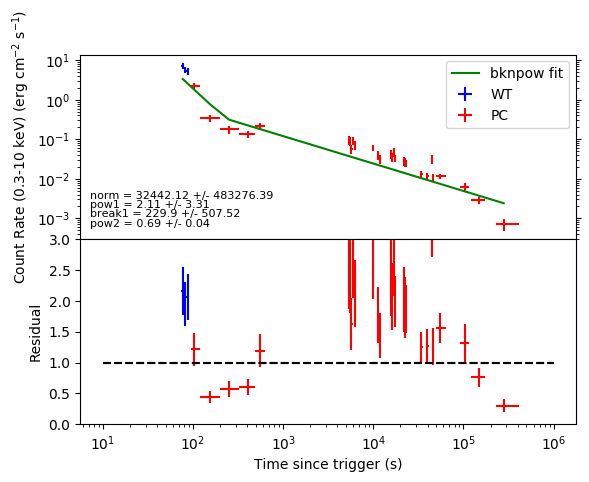 Count Rate (0.3-10 keV) (erg cm⁻² s⁻¹)
10¹
10⁰
10⁻¹
10⁻²
10⁻³
bknpow fit
WT
PC
norm = 32442.12 +/- 483276.39
pow1 = 2.11 +/- 3.31
break1 = 229.9 +/- 507.52
pow2 = 0.69 +/- 0.04
Residual
3.0
2.5
2.0
1.5
1.0
0.5
0.0
10¹ 10² 10³ 10⁴ 10⁵ 10⁶
Time since trigger (s)